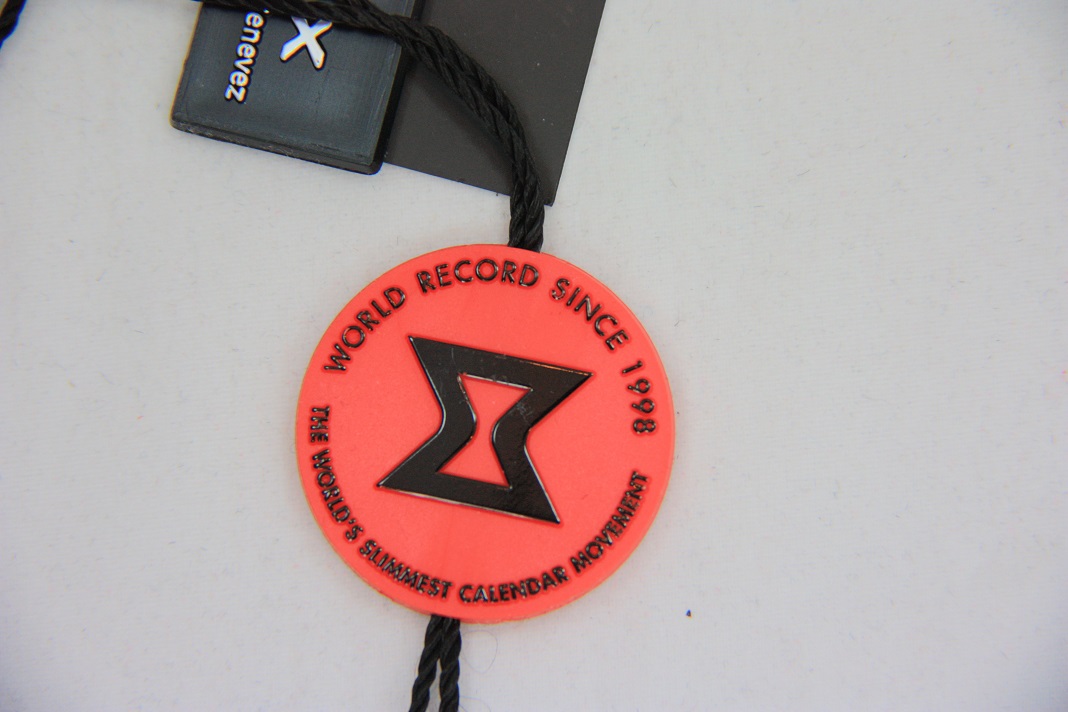 X
enevez
WORLD RECORD SINCE 1998
THE WORLD'S SLIMMEST CALENDAR MOVEMENT